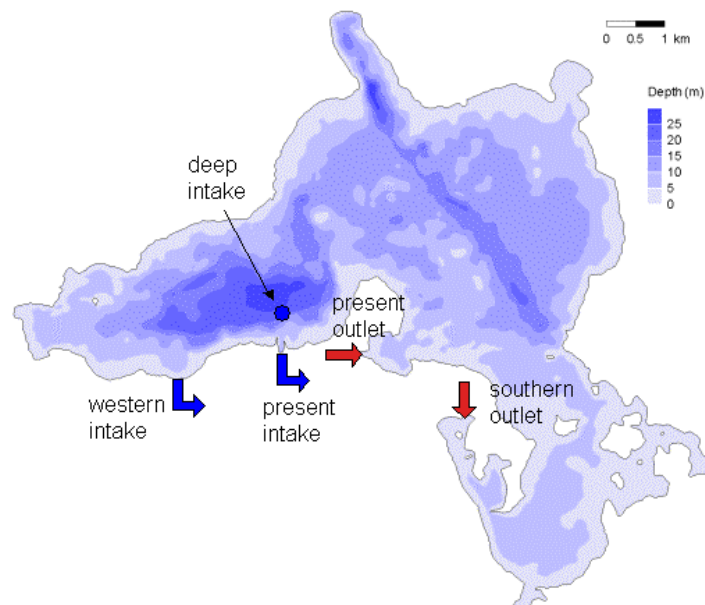 0 0.5 1 km
Depth (m)
25
20
15
10
5
0
deep
intake
present
outlet
western
intake
present
intake
southern
outlet